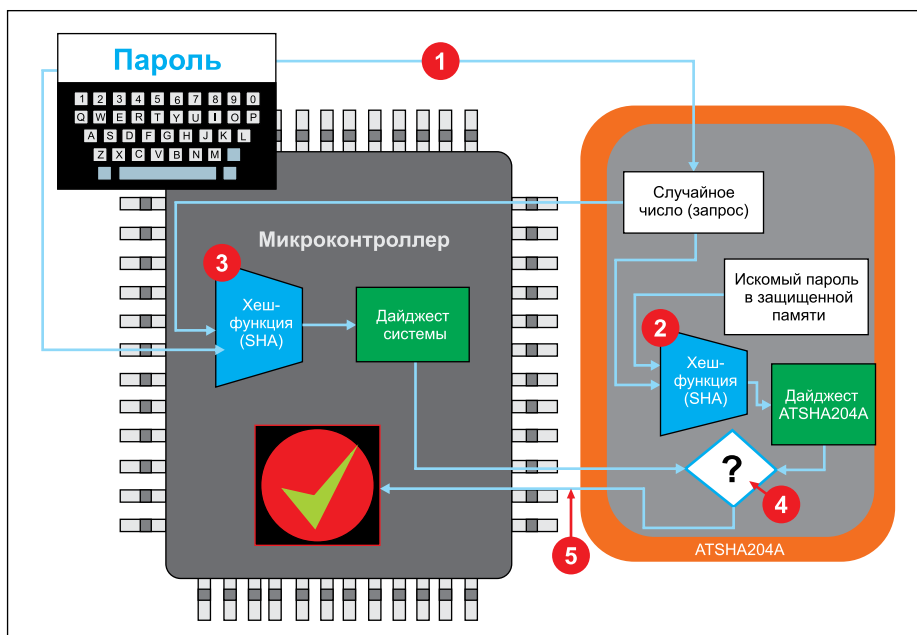 Пароль
1
1 2 3 4 5 6 7 8 9 0
Q W E R T Y U I O P
A S D F G H J K L
Z X C V B N M
Случайное
число (запрос)
Микроконтроллер
3
Хеш-
функция
(SHA)
Дайджест
системы
Искомый пароль
в защищенной
памяти
2
Хеш-
функция
(SHA)
Дайджест
ATSHA204A
?
4
5
ATSHA204A